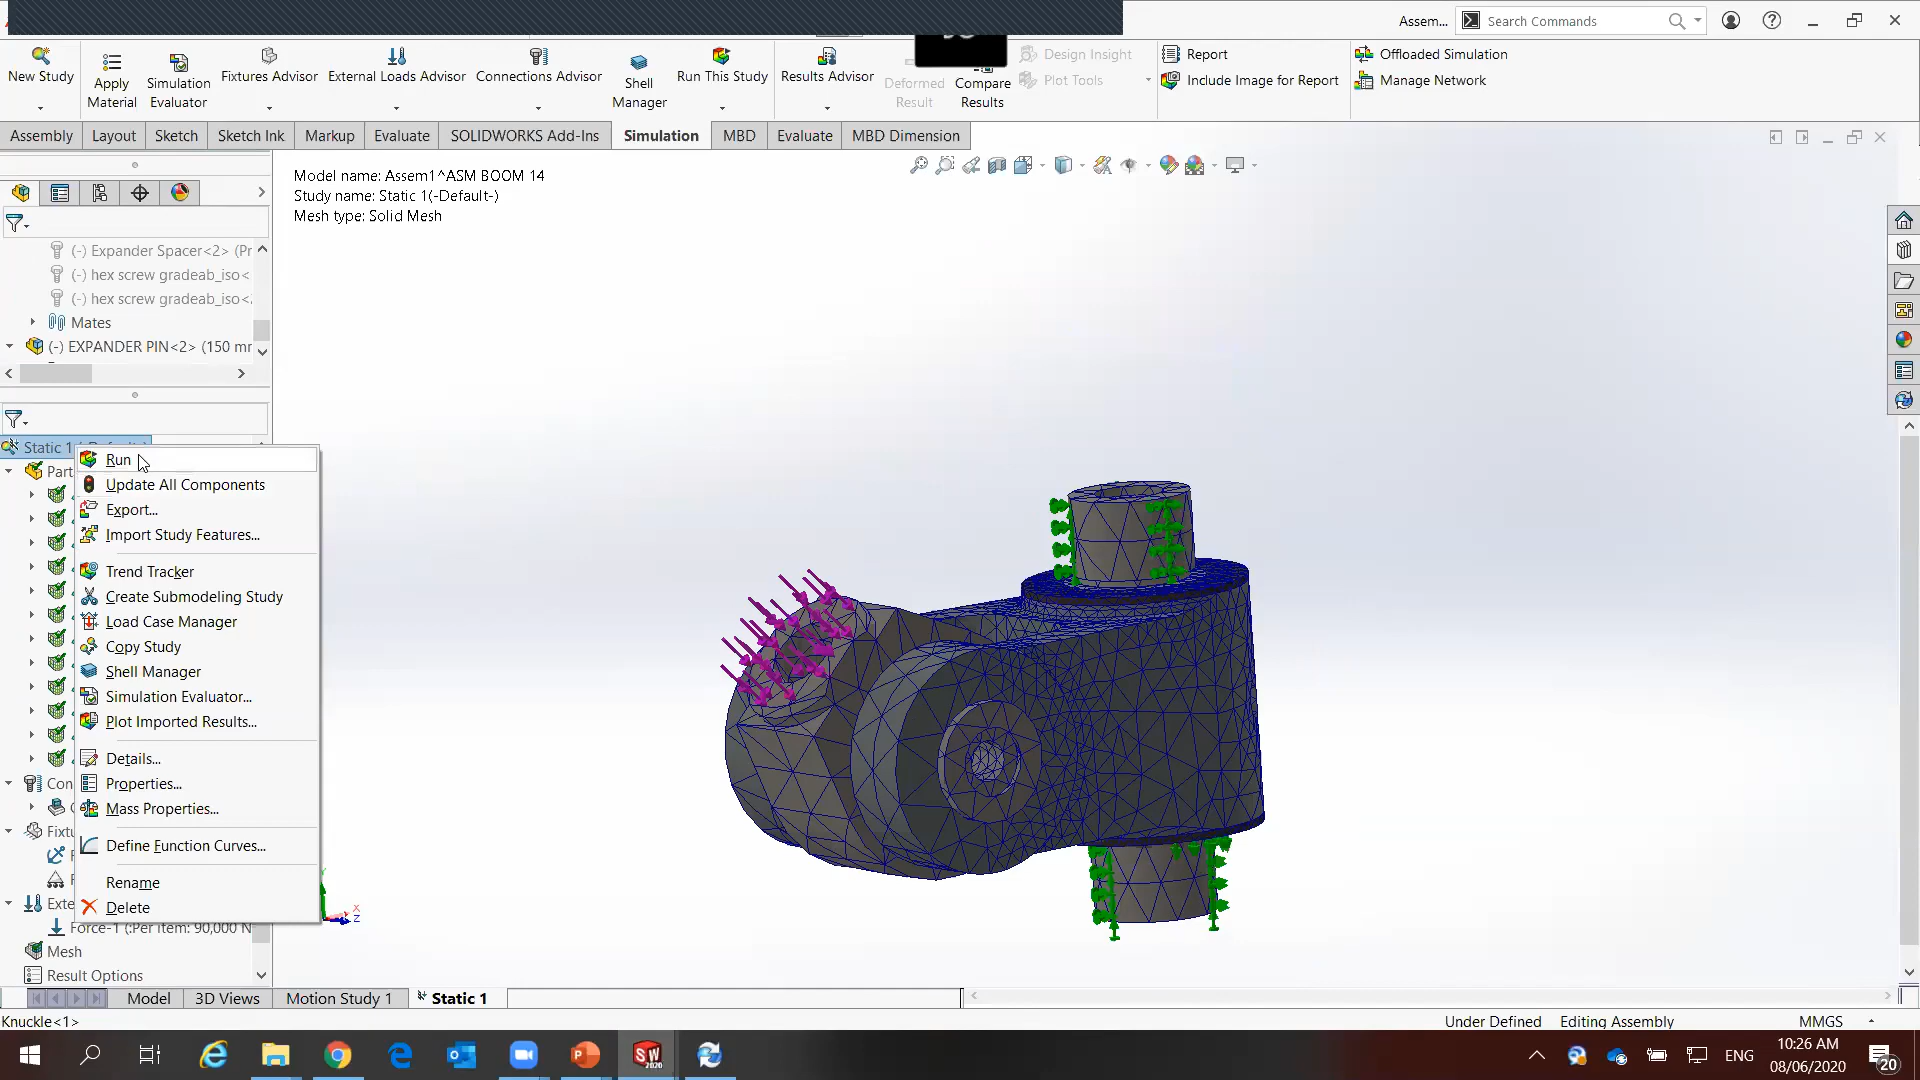 Assem...
Search Commands
New Study
Apply Material
Simulation Evaluator
Fixtures Advisor
External Loads Advisor
Connections Advisor
Shell Manager
Run This Study
Results Advisor
Deformed Result
Compare Results
Design Insight
Plot Tools
Report
Include Image for Report
Offloaded Simulation
Manage Network
Assembly
Layout
Sketch
Sketch Ink
Markup
Evaluate
SOLIDWORKS Add-Ins
Simulation
MBD
Evaluate
MBD Dimension
Model name: Assem1^ASM BOOM 14
Study name: Static 1(-Default-)
Mesh type: Solid Mesh
(-) Expander Spacer<2> (Pr
(-) hex screw gradeab_iso<
(-) hex screw gradeab_iso<
Mates
(-) EXPANDER PIN<2> (150 mr
Static 1
Part
Run
Update All Components
Export...
Import Study Features...
Trend Tracker
Create Submodeling Study
Load Case Manager
Copy Study
Shell Manager
Simulation Evaluator...
Plot Imported Results...
Details...
Properties...
Mass Properties...
Define Function Curves...
Rename
Delete
Con
Fixtu
Exte
Force-1 (:Per item: 90,000 N
Mesh
Result Options
Y
X
Z
Model
3D Views
Motion Study 1
Static 1
Knuckle<1>
Under Defined
Editing Assembly
MMGS
SW
2020
ENG
10:26 AM
08/06/2020
20